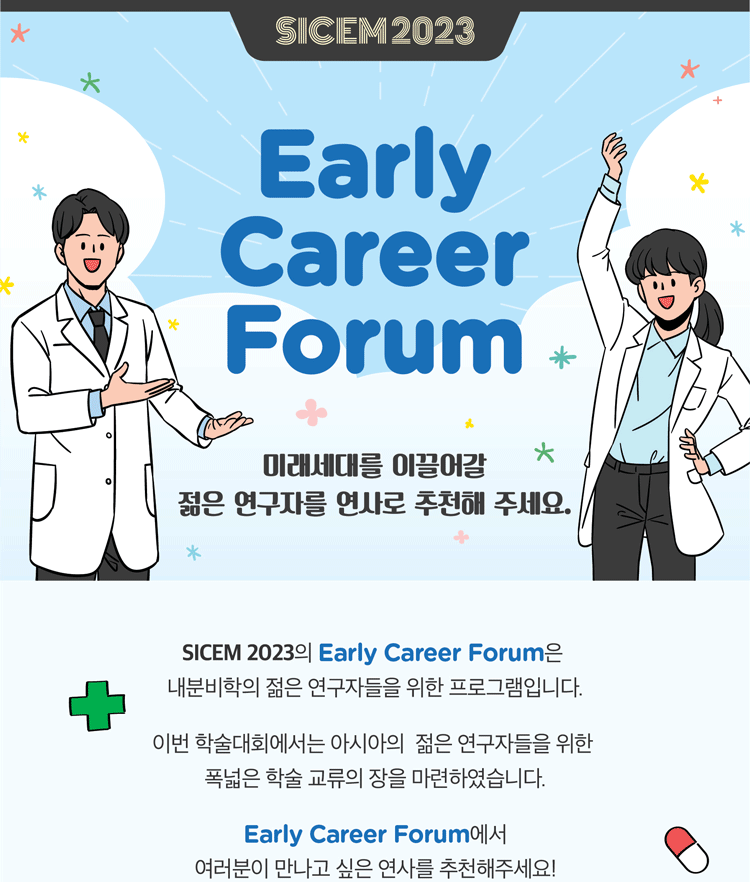 SICEM 2023
Early
Career
Forum
미래세대를 이끌어갈
젊은 연구자를 연사로 추천해 주세요.
SICEM 2023의 Early Career Forum은
내분비학의 젊은 연구자들을 위한 프로그램입니다.
이번 학술대회에서는 아시아의 젊은 연구자들을 위한
폭넓은 학술 교류의 장을 마련하였습니다.
Early Career Forum에서
여러분이 만나고 싶은 연사를 추천해주세요!